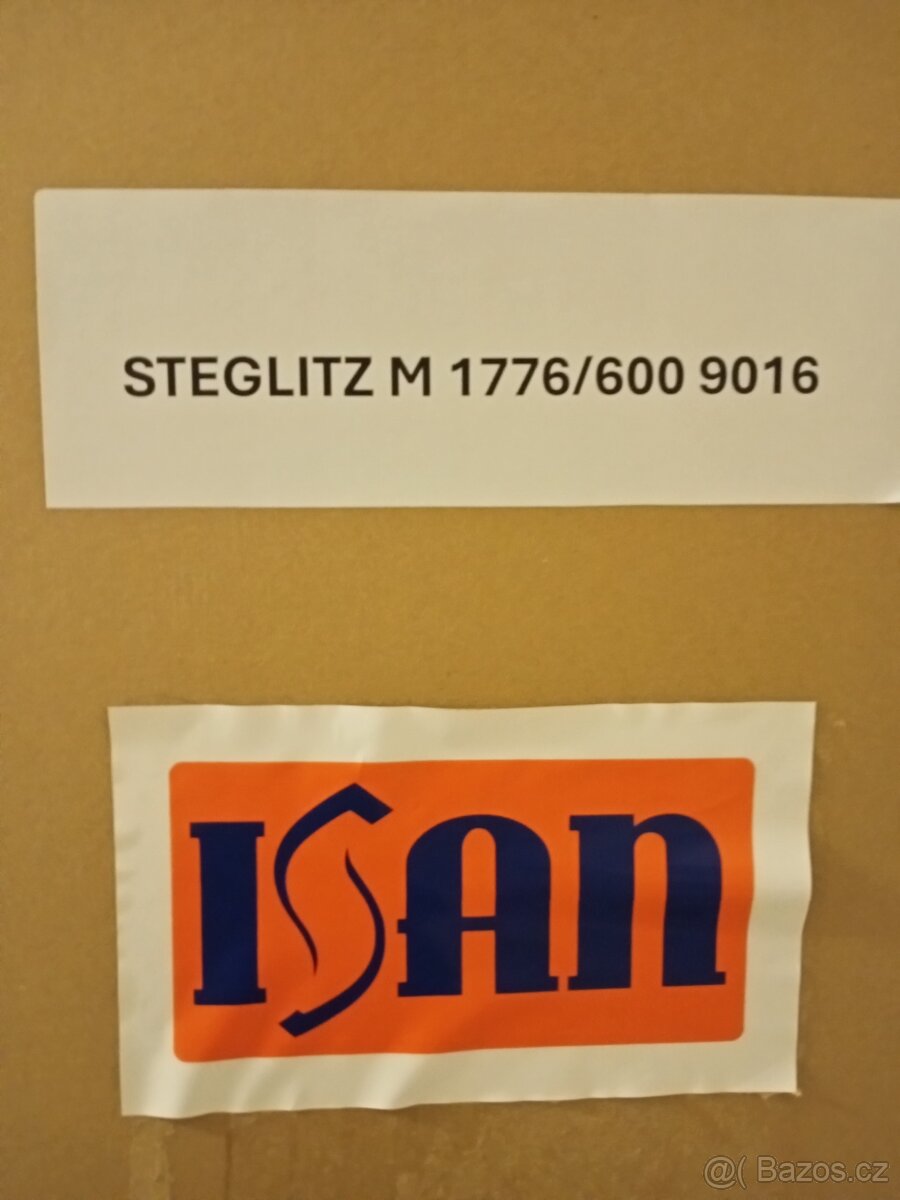 STEGLITZ M 1776/600 9016
ISAN
@( Bazos.cz